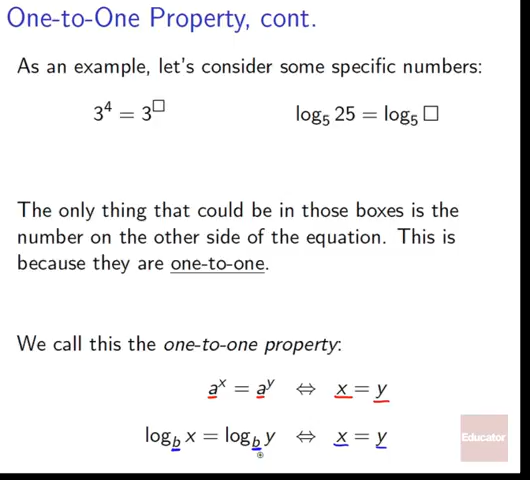 One-to-One Property, cont.
As an example, let's consider some specific numbers:
3⁴ = 3^□ log₅ 25 = log₅ □
The only thing that could be in those boxes is the
number on the other side of the equation. This is
because they are one-to-one.
We call this the one-to-one property:
aˣ = aʸ ⇔ x = y
log_b x = log_b y ⇔ x = y
Educator